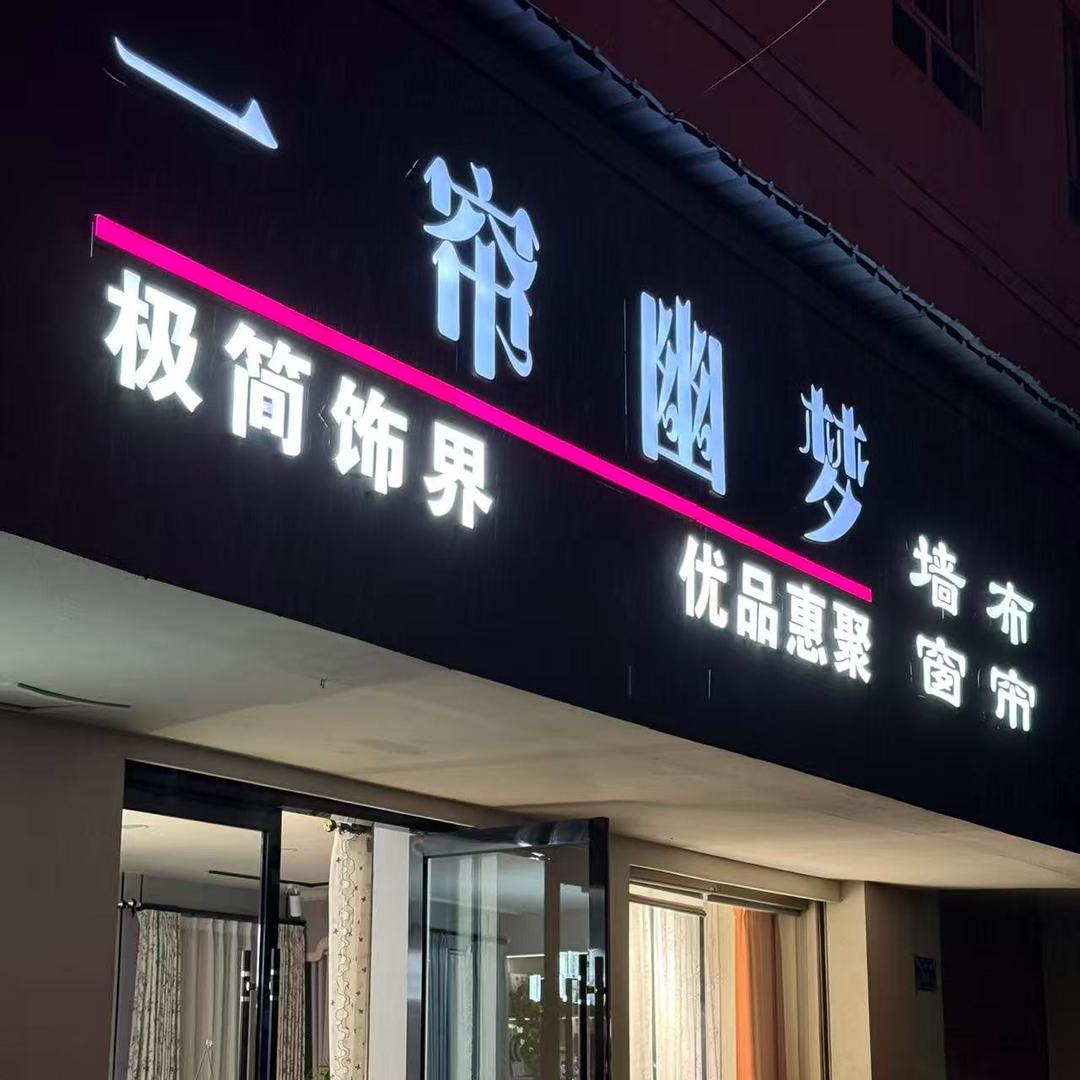 一帘幽梦
极简饰界 优品惠聚
墙布
窗帘